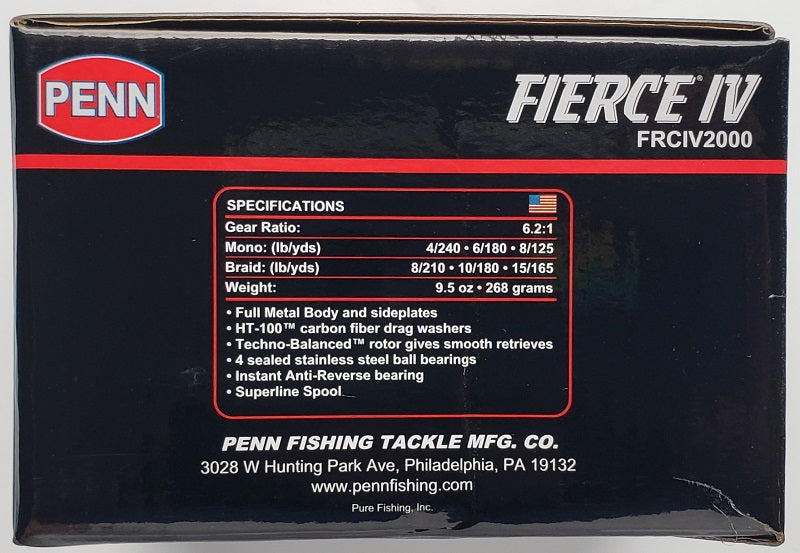 PENN
FIERCE® IV
FRCIV2000
SPECIFICATIONS
Gear Ratio: 6.2:1
Mono: (lb/yds) 4/240 • 6/180 • 8/125
Braid: (lb/yds) 8/210 • 10/180 • 15/165
Weight: 9.5 oz • 268 grams
• Full Metal Body and sideplates
• HT-100™ carbon fiber drag washers
• Techno-Balanced™ rotor gives smooth retrieves
• 4 sealed stainless steel ball bearings
• Instant Anti-Reverse bearing
• Superline Spool
PENN FISHING TACKLE MFG. CO.
3028 W Hunting Park Ave, Philadelphia, PA 19132
www.pennfishing.com
Pure Fishing, Inc.